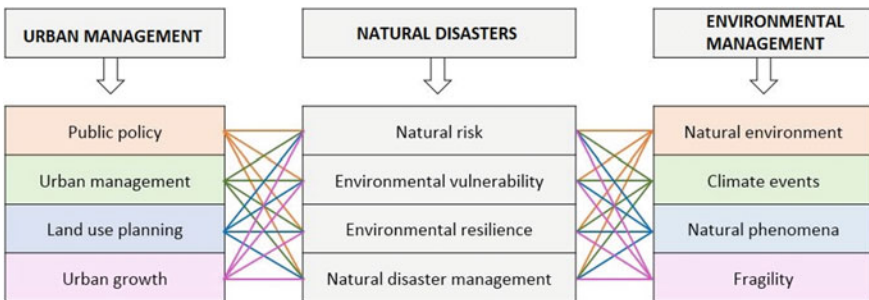 URBAN MANAGEMENT
NATURAL DISASTERS
ENVIRONMENTAL
MANAGEMENT
Public policy
Natural risk
Natural environment
Urban management
Environmental vulnerability
Climate events
Land use planning
Environmental resilience
Natural phenomena
Urban growth
Natural disaster management
Fragility